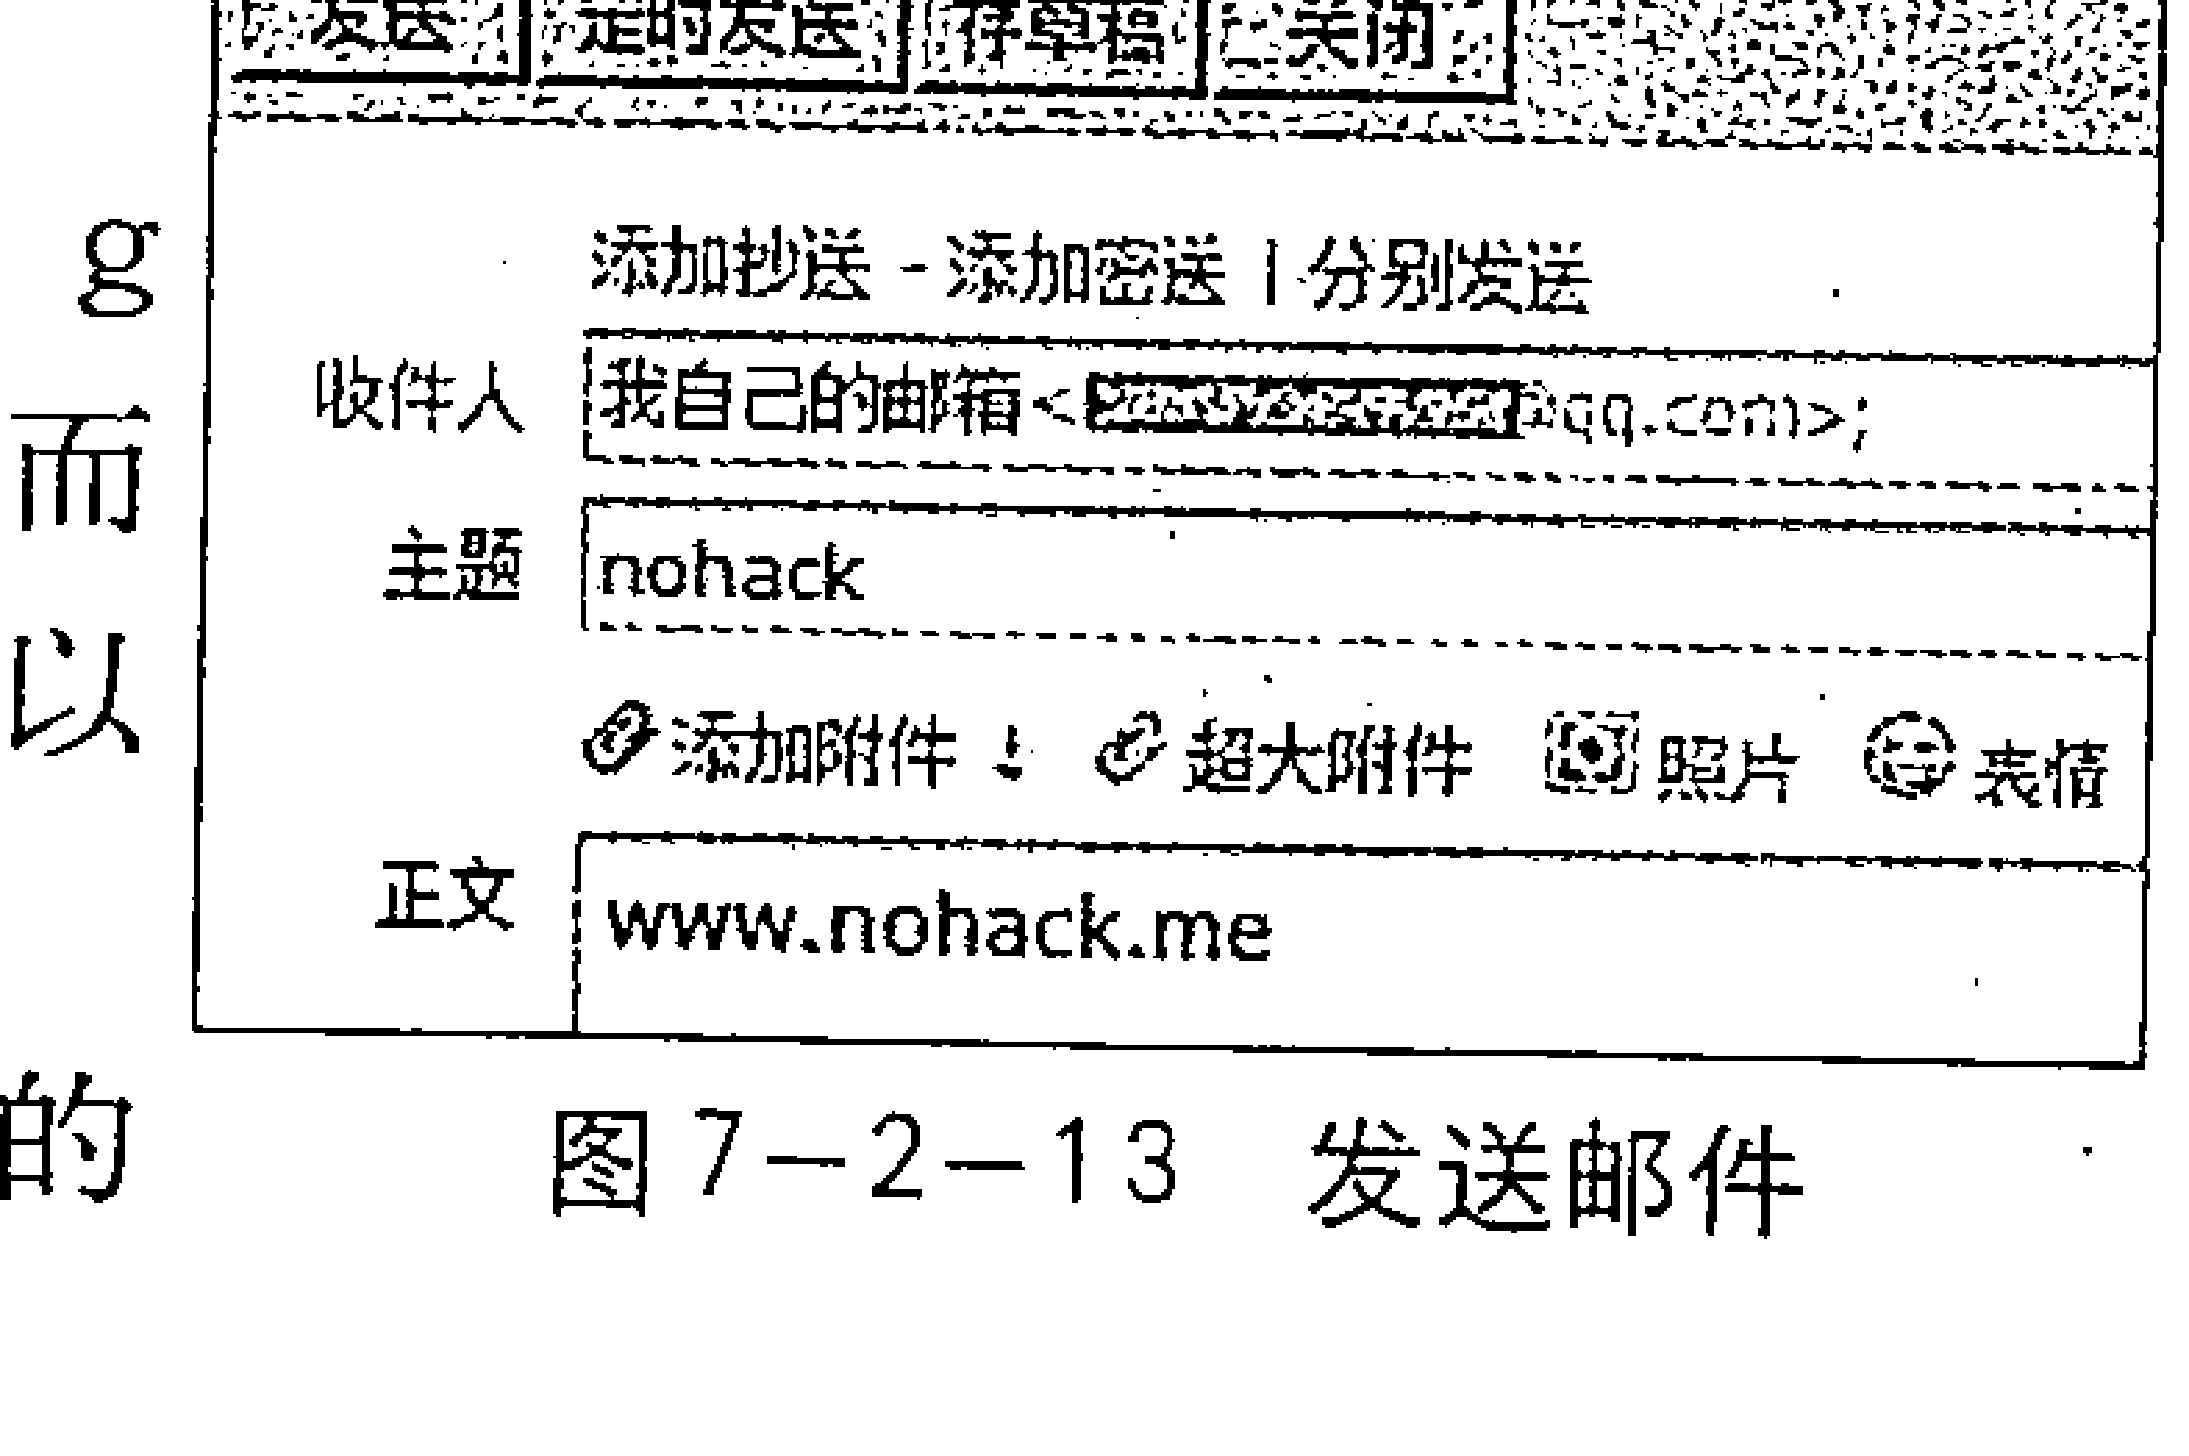 发送 定时发送 存草稿 关闭
添加抄送 - 添加密送 | 分别发送
收件人 我自己的邮箱< @qq.com>;
主题 nohack
添加附件 超大附件 照片 表情
正文 www.nohack.me
图7-2-13 发送邮件
g
而
以
的